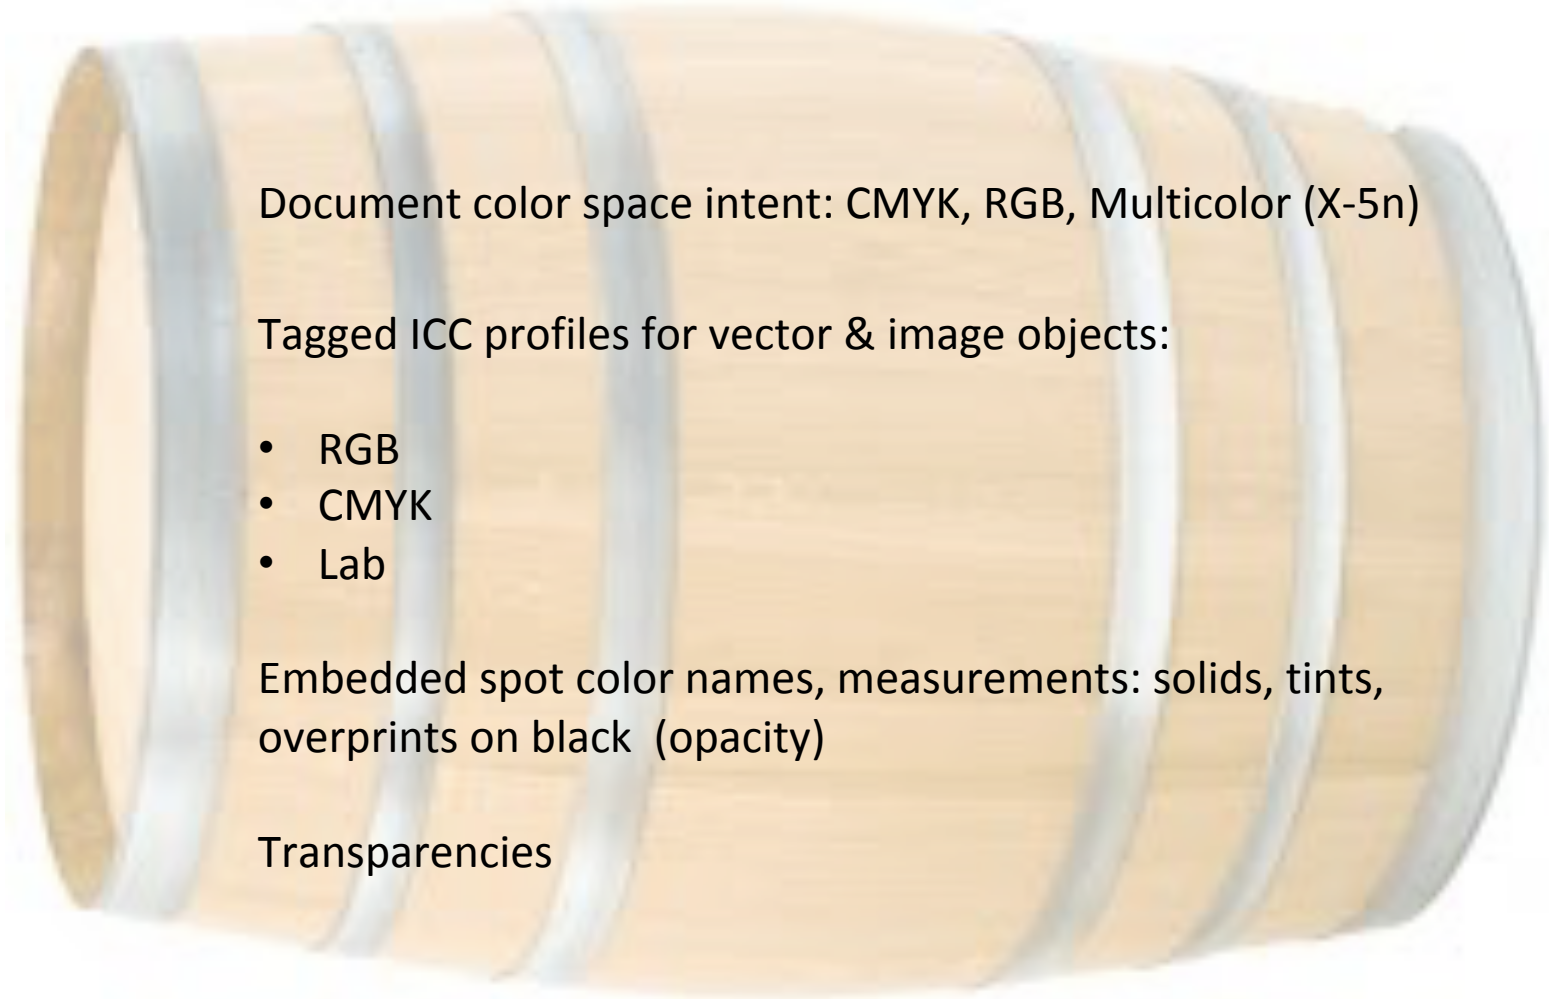 Document color space intent: CMYK, RGB, Multicolor (X-5n)
Tagged ICC profiles for vector & image objects:
• RGB
• CMYK
• Lab
Embedded spot color names, measurements: solids, tints,
overprints on black (opacity)
Transparencies